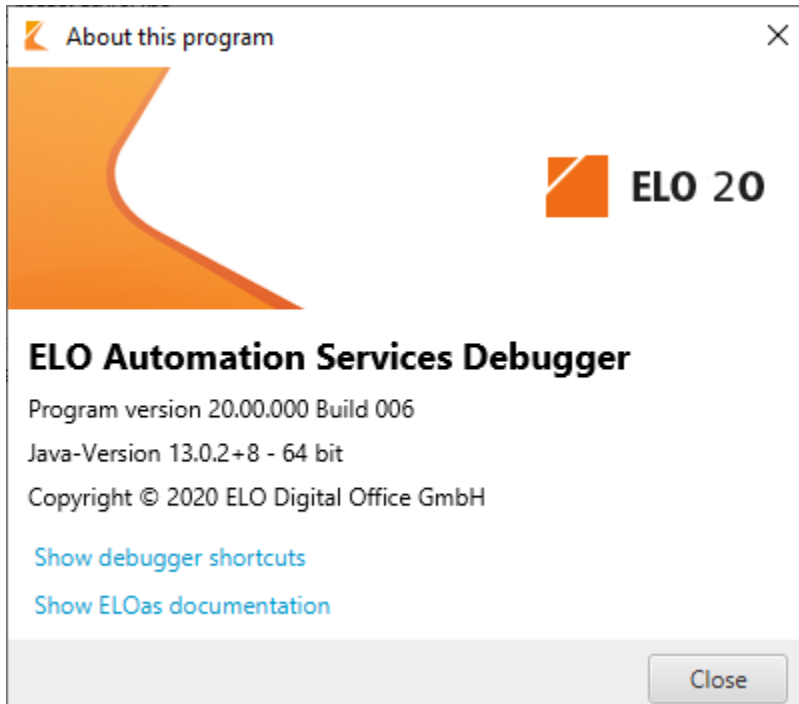 About this program
ELO 20
ELO Automation Services Debugger
Program version 20.00.000 Build 006
Java-Version 13.0.2+8 - 64 bit
Copyright © 2020 ELO Digital Office GmbH
Show debugger shortcuts
Show ELOas documentation
Close